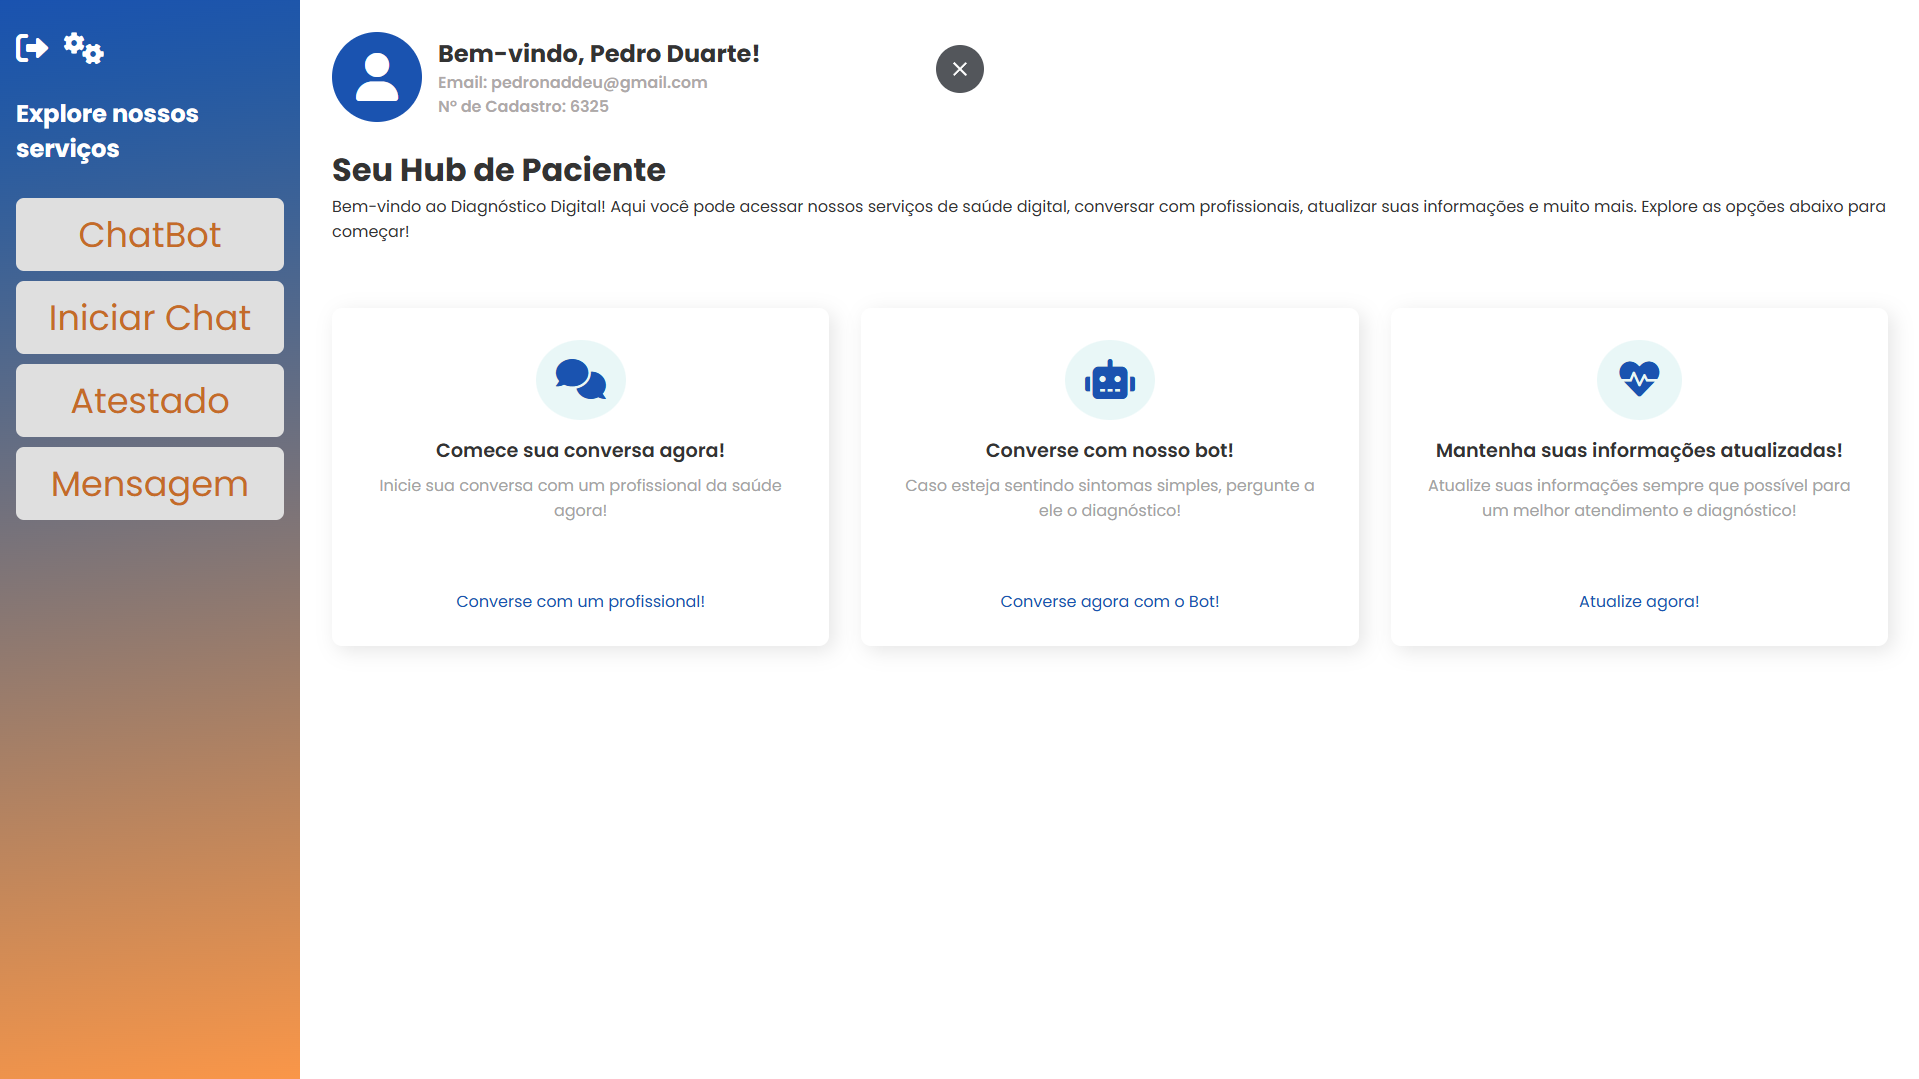 Explore nossos
serviços
ChatBot
Iniciar Chat
Atestado
Mensagem
Bem-vindo, Pedro Duarte!
Email: pedronaddeu@gmail.com
Nº de Cadastro: 6325
Seu Hub de Paciente
Bem-vindo ao Diagnóstico Digital! Aqui você pode acessar nossos serviços de saúde digital, conversar com profissionais, atualizar suas informações e muito mais. Explore as opções abaixo para
começar!
Comece sua conversa agora!
Inicie sua conversa com um profissional da saúde
agora!
Converse com um profissional!
Converse com nosso bot!
Caso esteja sentindo sintomas simples, pergunte a
ele o diagnóstico!
Converse agora com o Bot!
Mantenha suas informações atualizadas!
Atualize suas informações sempre que possível para
um melhor atendimento e diagnóstico!
Atualize agora!